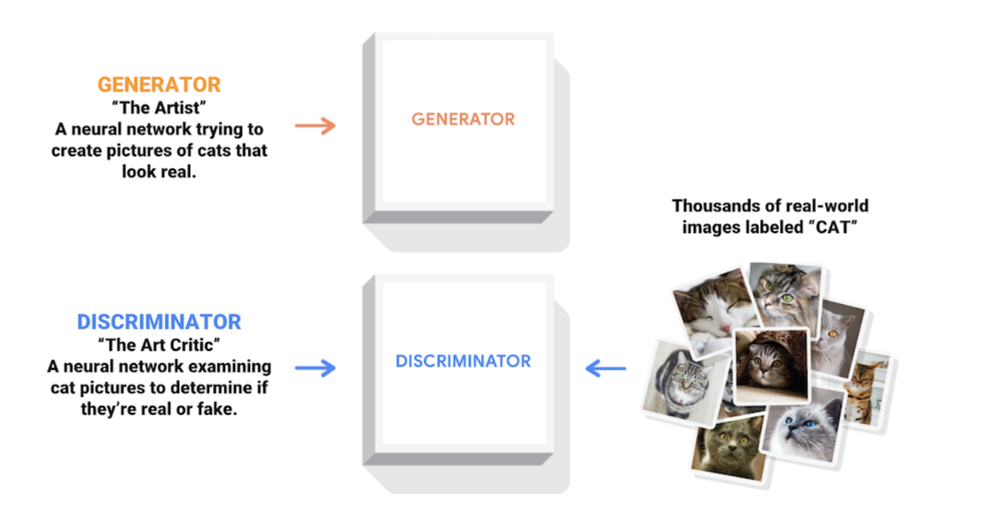 GENERATOR
“The Artist”
A neural network trying to
create pictures of cats that
look real.
GENERATOR
Thousands of real-world
images labeled “CAT”
DISCRIMINATOR
“The Art Critic”
A neural network examining
cat pictures to determine if
they’re real or fake.
DISCRIMINATOR